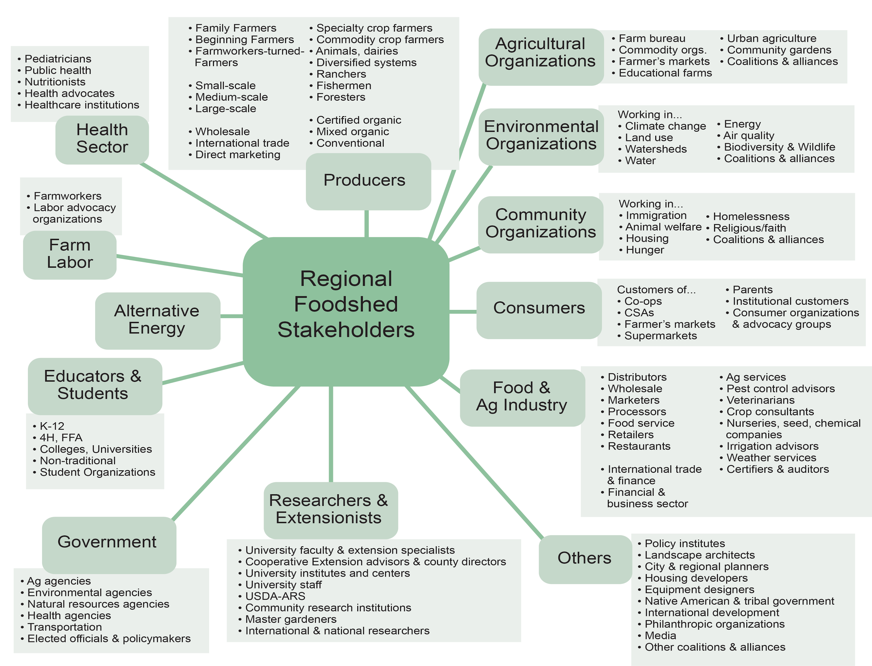 • Family Farmers
• Beginning Farmers
• Farmworkers-turned-
Farmers
• Small-scale
• Medium-scale
• Large-scale
• Wholesale
• International trade
• Direct marketing
• Specialty crop farmers
• Commodity crop farmers
• Animals, dairies
• Diversified systems
• Ranchers
• Fishermen
• Foresters
• Certified organic
• Mixed organic
• Conventional
Producers
Agricultural
Organizations
• Farm bureau
• Commodity orgs.
• Farmer's markets
• Educational farms
• Urban agriculture
• Community gardens
• Coalitions & alliances
• Pediatricians
• Public health
• Nutritionists
• Health advocates
• Healthcare institutions
Health
Sector
Environmental
Organizations
Working in...
• Climate change
• Land use
• Watersheds
• Water
• Energy
• Air quality
• Biodiversity & Wildlife
• Coalitions & alliances
• Farmworkers
• Labor advocacy
organizations
Farm
Labor
Community
Organizations
Working in...
• Immigration
• Animal welfare
• Housing
• Hunger
• Homelessness
• Religious/faith
• Coalitions & alliances
Regional
Foodshed
Stakeholders
Alternative
Energy
Consumers
Customers of...
• Co-ops
• CSAs
• Farmer's markets
• Supermarkets
• Parents
• Institutional customers
• Consumer organizations
& advocacy groups
Educators &
Students
• K-12
• 4H, FFA
• Colleges, Universities
• Non-traditional
• Student Organizations
Food &
Ag Industry
• Distributors
• Wholesale
• Marketers
• Processors
• Food service
• Retailers
• Restaurants
• International trade
& finance
• Financial &
business sector
• Ag services
• Pest control advisors
• Veterinarians
• Crop consultants
• Nurseries, seed, chemical
companies
• Irrigation advisors
• Weather services
• Certifiers & auditors
Government
• Ag agencies
• Environmental agencies
• Natural resources agencies
• Health agencies
• Transportation
• Elected officials & policymakers
Researchers &
Extensionists
• University faculty & extension specialists
• Cooperative Extension advisors & county directors
• University institutes and centers
• University staff
• USDA-ARS
• Community research institutions
• Master gardeners
• International & national researchers
Others
• Policy institutes
• Landscape architects
• City & regional planners
• Housing developers
• Equipment designers
• Native American & tribal government
• International development
• Philanthropic organizations
• Media
• Other coalitions & alliances